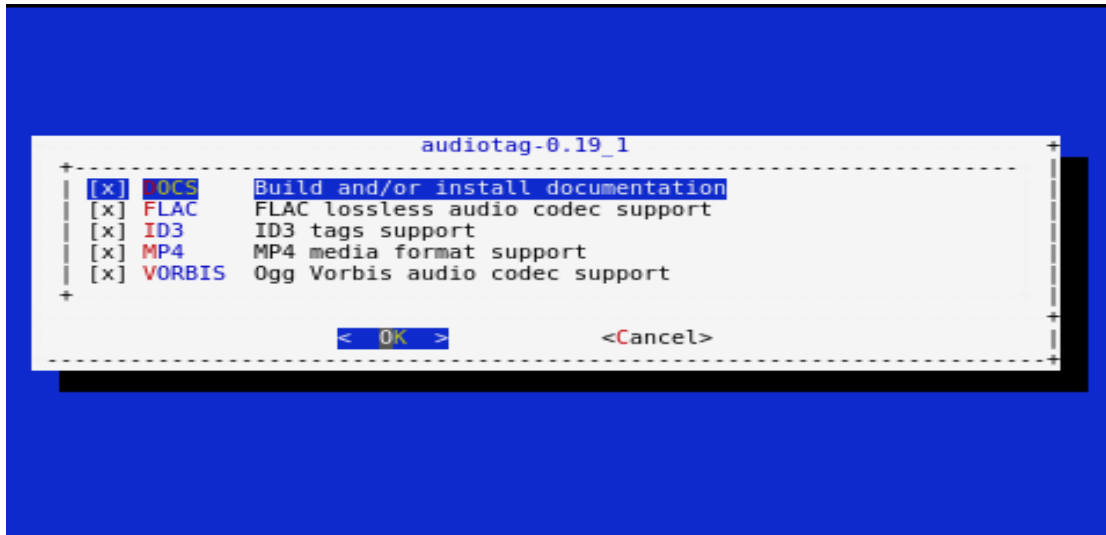 audiotag-0.19_1
[x] DOCS Build and/or install documentation
[x] FLAC FLAC lossless audio codec support
[x] ID3 ID3 tags support
[x] MP4 MP4 media format support
[x] VORBIS Ogg Vorbis audio codec support
< OK > <Cancel>